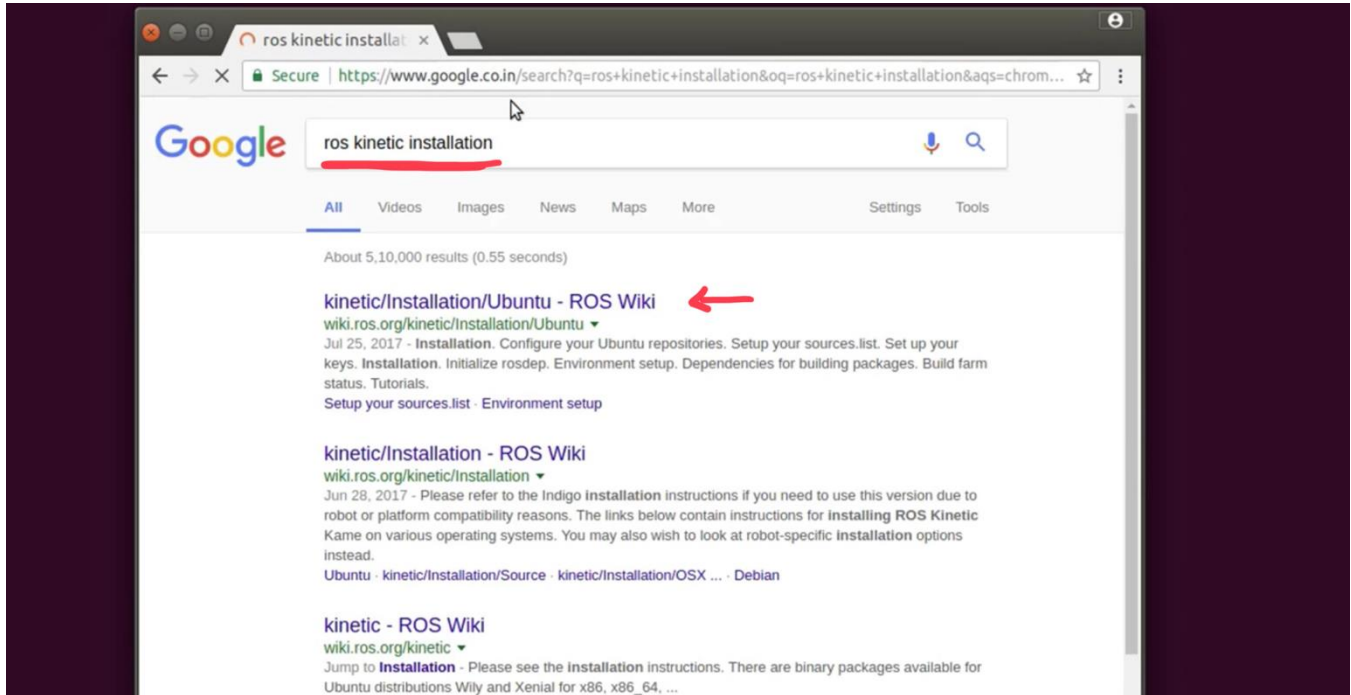 ros kinetic installat
Secure | https://www.google.co.in/search?q=ros+kinetic+installation&oq=ros+kinetic+installation&aqs=chrom...
Google
ros kinetic installation
All Videos Images News Maps More Settings Tools
About 5,10,000 results (0.55 seconds)
kinetic/Installation/Ubuntu - ROS Wiki
wiki.ros.org/kinetic/Installation/Ubuntu
Jul 25, 2017 - Installation. Configure your Ubuntu repositories. Setup your sources.list. Set up your
keys. Installation. Initialize rosdep. Environment setup. Dependencies for building packages. Build farm
status. Tutorials.
Setup your sources.list · Environment setup
kinetic/Installation - ROS Wiki
wiki.ros.org/kinetic/Installation
Jun 28, 2017 - Please refer to the Indigo installation instructions if you need to use this version due to
robot or platform compatibility reasons. The links below contain instructions for installing ROS Kinetic
Kame on various operating systems. You may also wish to look at robot-specific installation options
instead.
Ubuntu · kinetic/Installation/Source · kinetic/Installation/OSX ... · Debian
kinetic - ROS Wiki
wiki.ros.org/kinetic
Jump to Installation - Please see the installation instructions. There are binary packages available for
Ubuntu distributions Wily and Xenial for x86, x86_64, ...